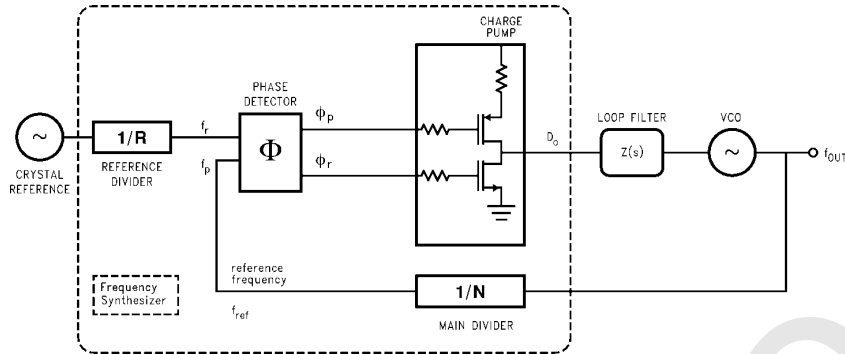 CHARGE
PUMP
PHASE
DETECTOR
LOOP FILTER
VCO
ϕp
fr
1/R
~
Φ
Do
Z(s)
~
fOUT
fp
ϕr
CRYSTAL
REFERENCE
REFERENCE
DIVIDER
reference
frequency
1/N
Frequency
Synthesizer
fref
MAIN DIVIDER